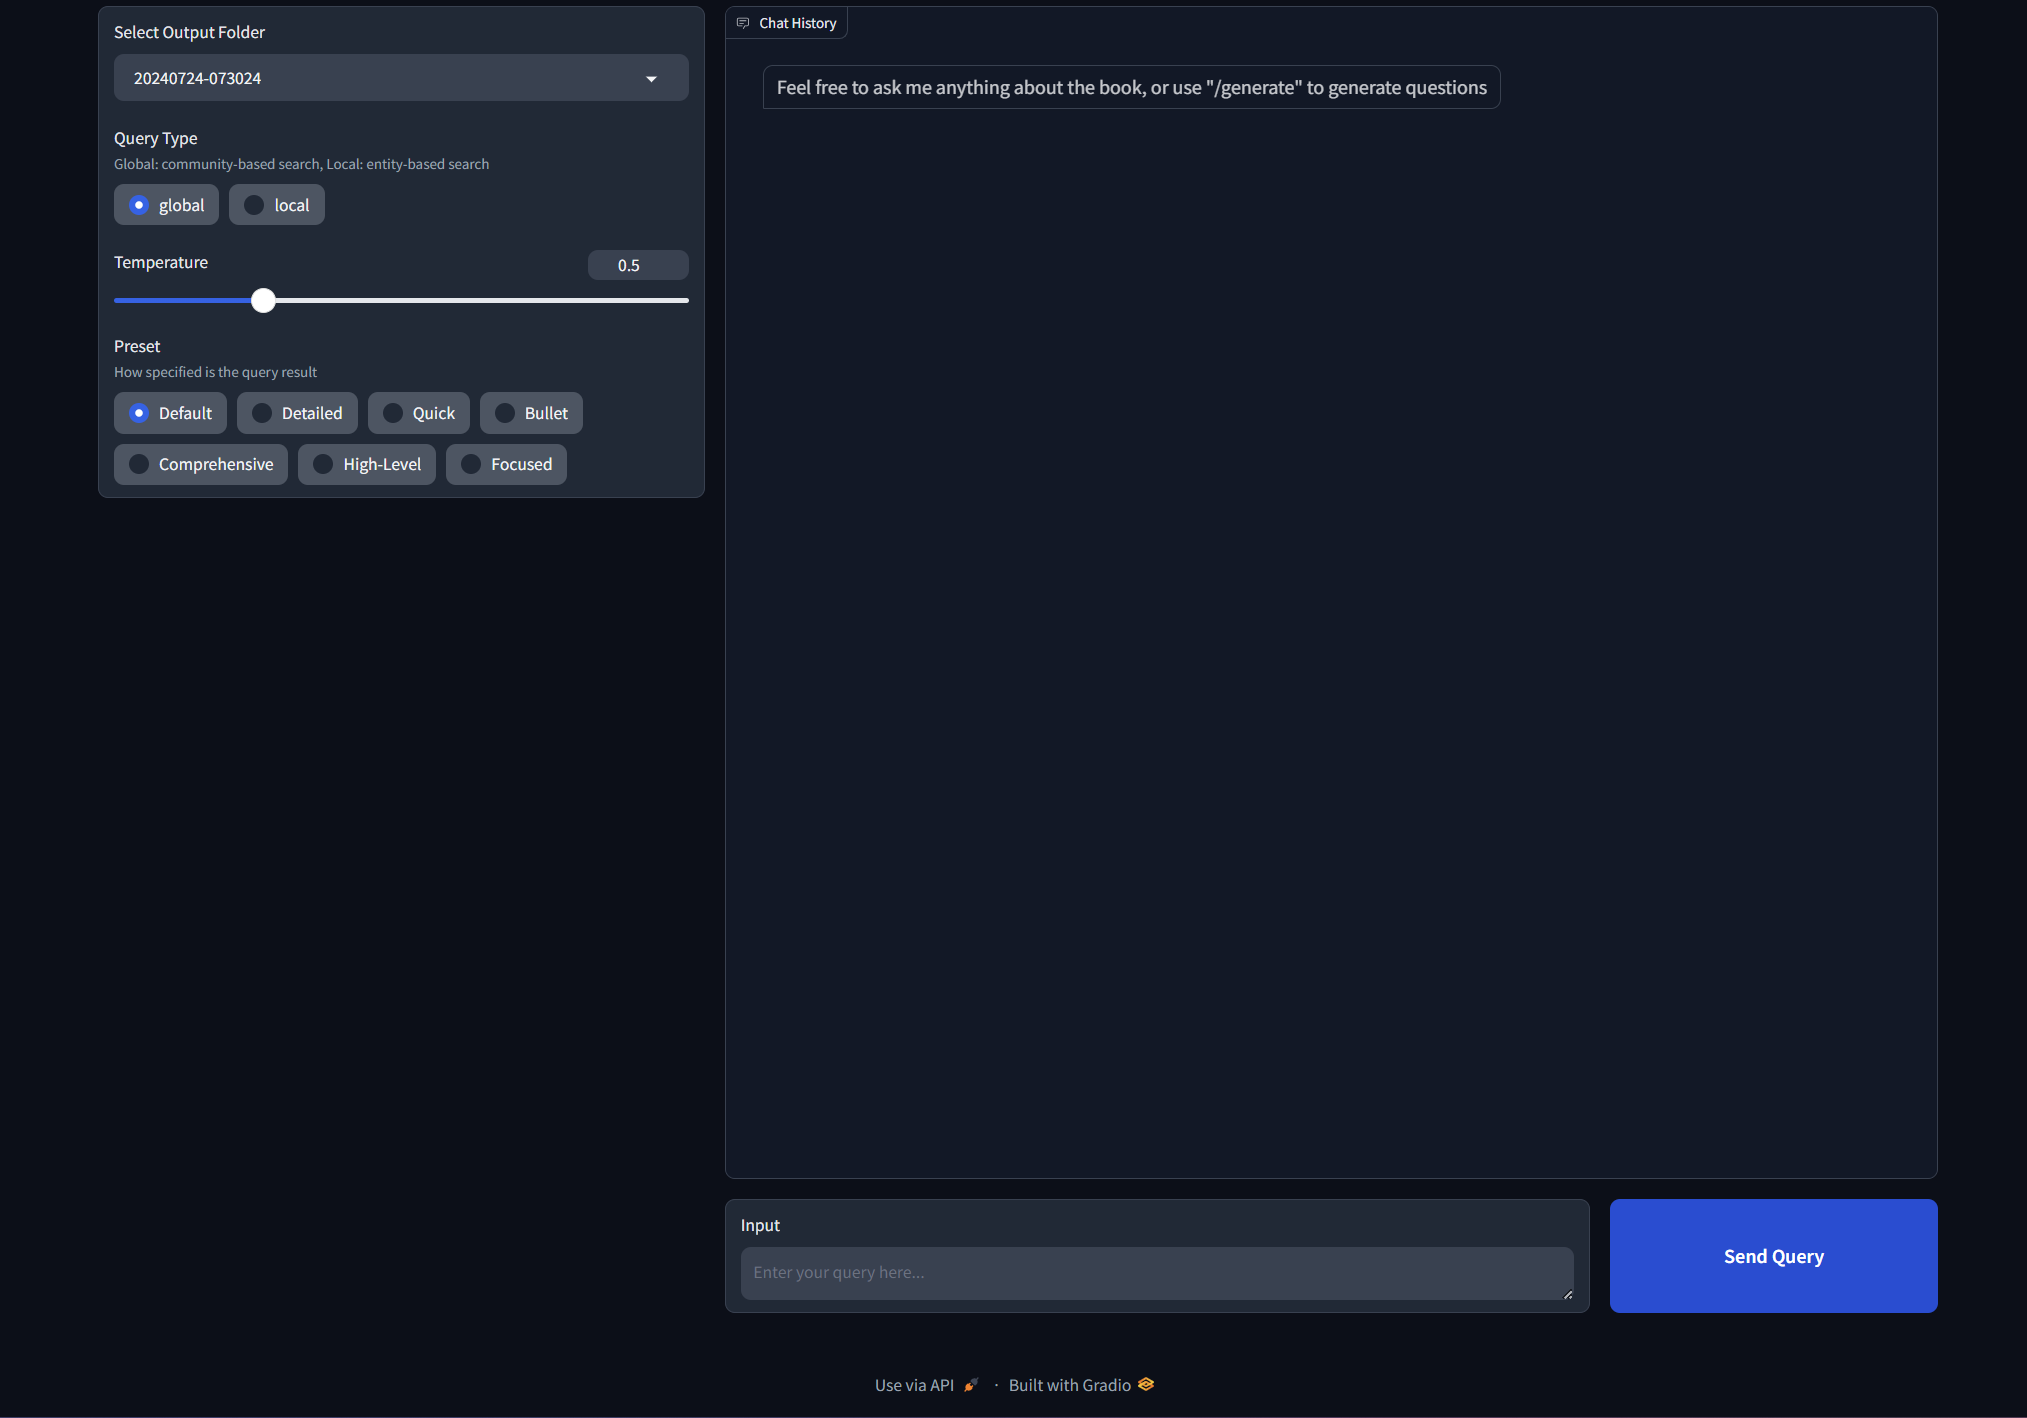 Select Output Folder
20240724-073024
Query Type
Global: community-based search, Local: entity-based search
global
local
Temperature
0.5
Preset
How specified is the query result
Default
Detailed
Quick
Bullet
Comprehensive
High-Level
Focused
Chat History
Feel free to ask me anything about the book, or use "/generate" to generate questions
Input
Enter your query here...
Send Query
Use via API · Built with Gradio